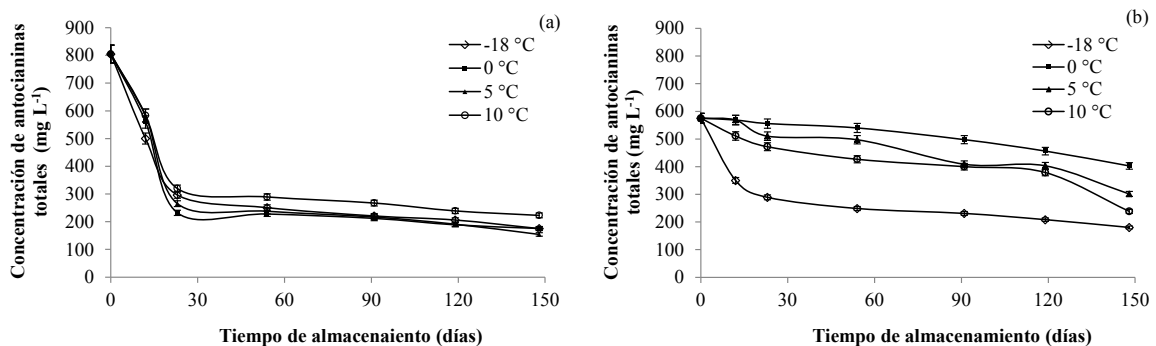 (a)
Concentración de antocianinas
totales (mg L⁻¹)
900
800
700
600
500
400
300
200
100
0
-18 °C
0 °C
5 °C
10 °C
0 30 60 90 120 150
Tiempo de almacenaiento (días)
(b)
Concentración de antocianinas
totales (mg L⁻¹)
900
800
700
600
500
400
300
200
100
0
-18 °C
0 °C
5 °C
10 °C
0 30 60 90 120 150
Tiempo de almacenamiento (días)